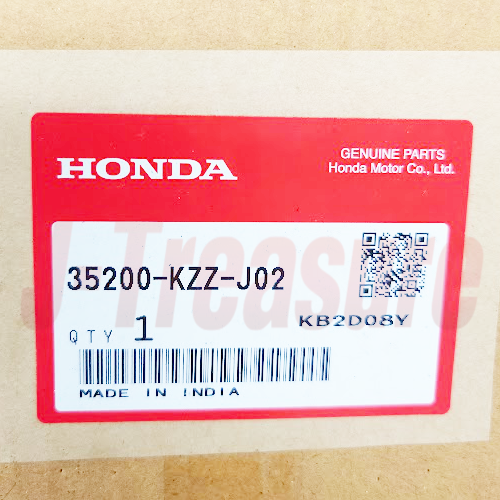 HONDA
GENUINE PARTS
Honda Motor Co., Ltd.
J Treasure
35200-KZZ-J02
QTY 1
KB2D08Y
MADE IN INDIA